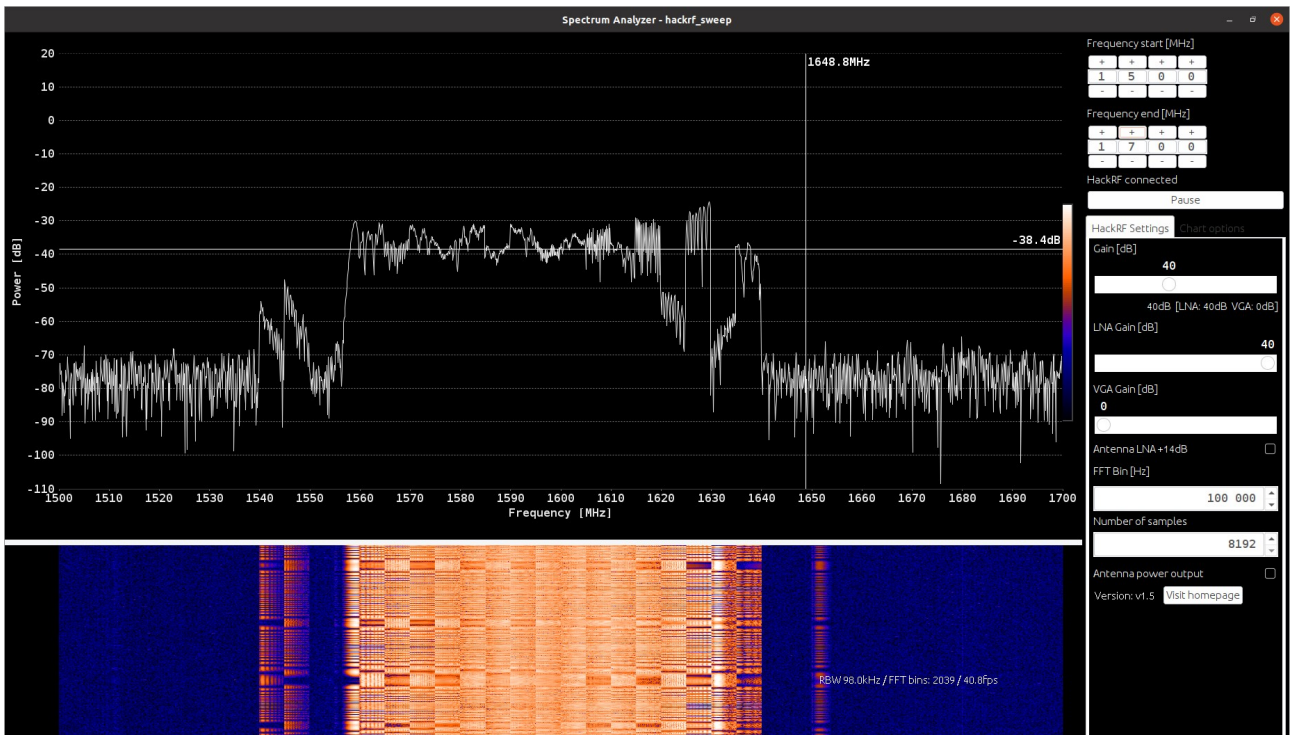 Spectrum Analyzer - hackrf_sweep
20
10
0
-10
-20
-30
-40
-50
-60
-70
-80
-90
-100
-110
Power [dB]
1648.8MHz
-38.4dB
1500 1510 1520 1530 1540 1550 1560 1570 1580 1590 1600 1610 1620 1630 1640 1650 1660 1670 1680 1690 1700
Frequency [MHz]
RBW 98.0kHz / FFT bins: 2039 / 40.8fps
Frequency start [MHz]
+ + + +
1 5 0 0
- - - -
Frequency end [MHz]
+ + + +
1 7 0 0
- - - -
HackRF connected
Pause
HackRF Settings Chart options
Gain [dB]
40
40dB [LNA: 40dB VGA: 0dB]
LNA Gain [dB]
40
VGA Gain [dB]
0
Antenna LNA +14dB
FFT Bin [Hz]
100 000
Number of samples
8192
Antenna power output
Version: v1.5 Visit homepage